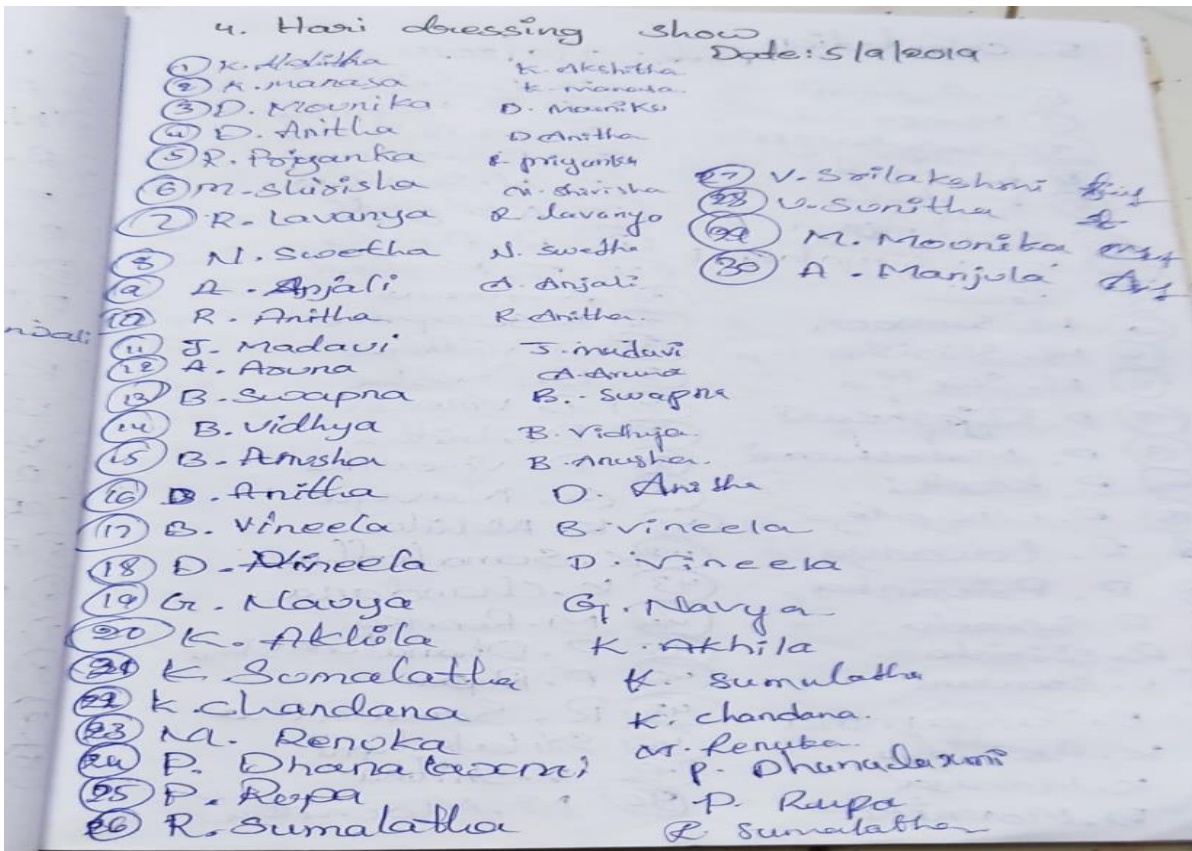 4. Hari dressing show
Date: 5/9/2019
1 K. K. Akshitha
2 K. Manasa K. Manasa
3 D. Mounika D. Mounika
4 D. Anitha D Anitha
5 R. Priyanka R priyanka
6 M. Shirisha M. Shirisha
7 R. Lavanya R lavanya
8 N. Swetha N. Swetha
9 A. Anjali A. Anjali
10 R. Anitha R Anitha
11 J. Madavi J. madavi
12 A. Aruna A. Aruna
13 B. Swapna B. Swapna
14 B. Vidhya B. Vidhya
15 B. Anusha B. Anusha
16 D. Anitha D. Anitha
17 B. Vineela B. Vineela
18 D. Vineela D. Vineela
19 G. Navya G. Navya
20 K. Akhila K. Akhila
21 K. Sumalatha K. Sumulatha
22 K chandana K. chandana
23 M. Renuka M. Renuka
24 P. Dhanalaxmi P. Dhanalaxmi
25 P. Rupa P. Rupa
26 R. Sumalatha R Sumalatha
27 V. Srilakshmi
28 V. Sunitha
29 M. Mounika
30 A. Manjula